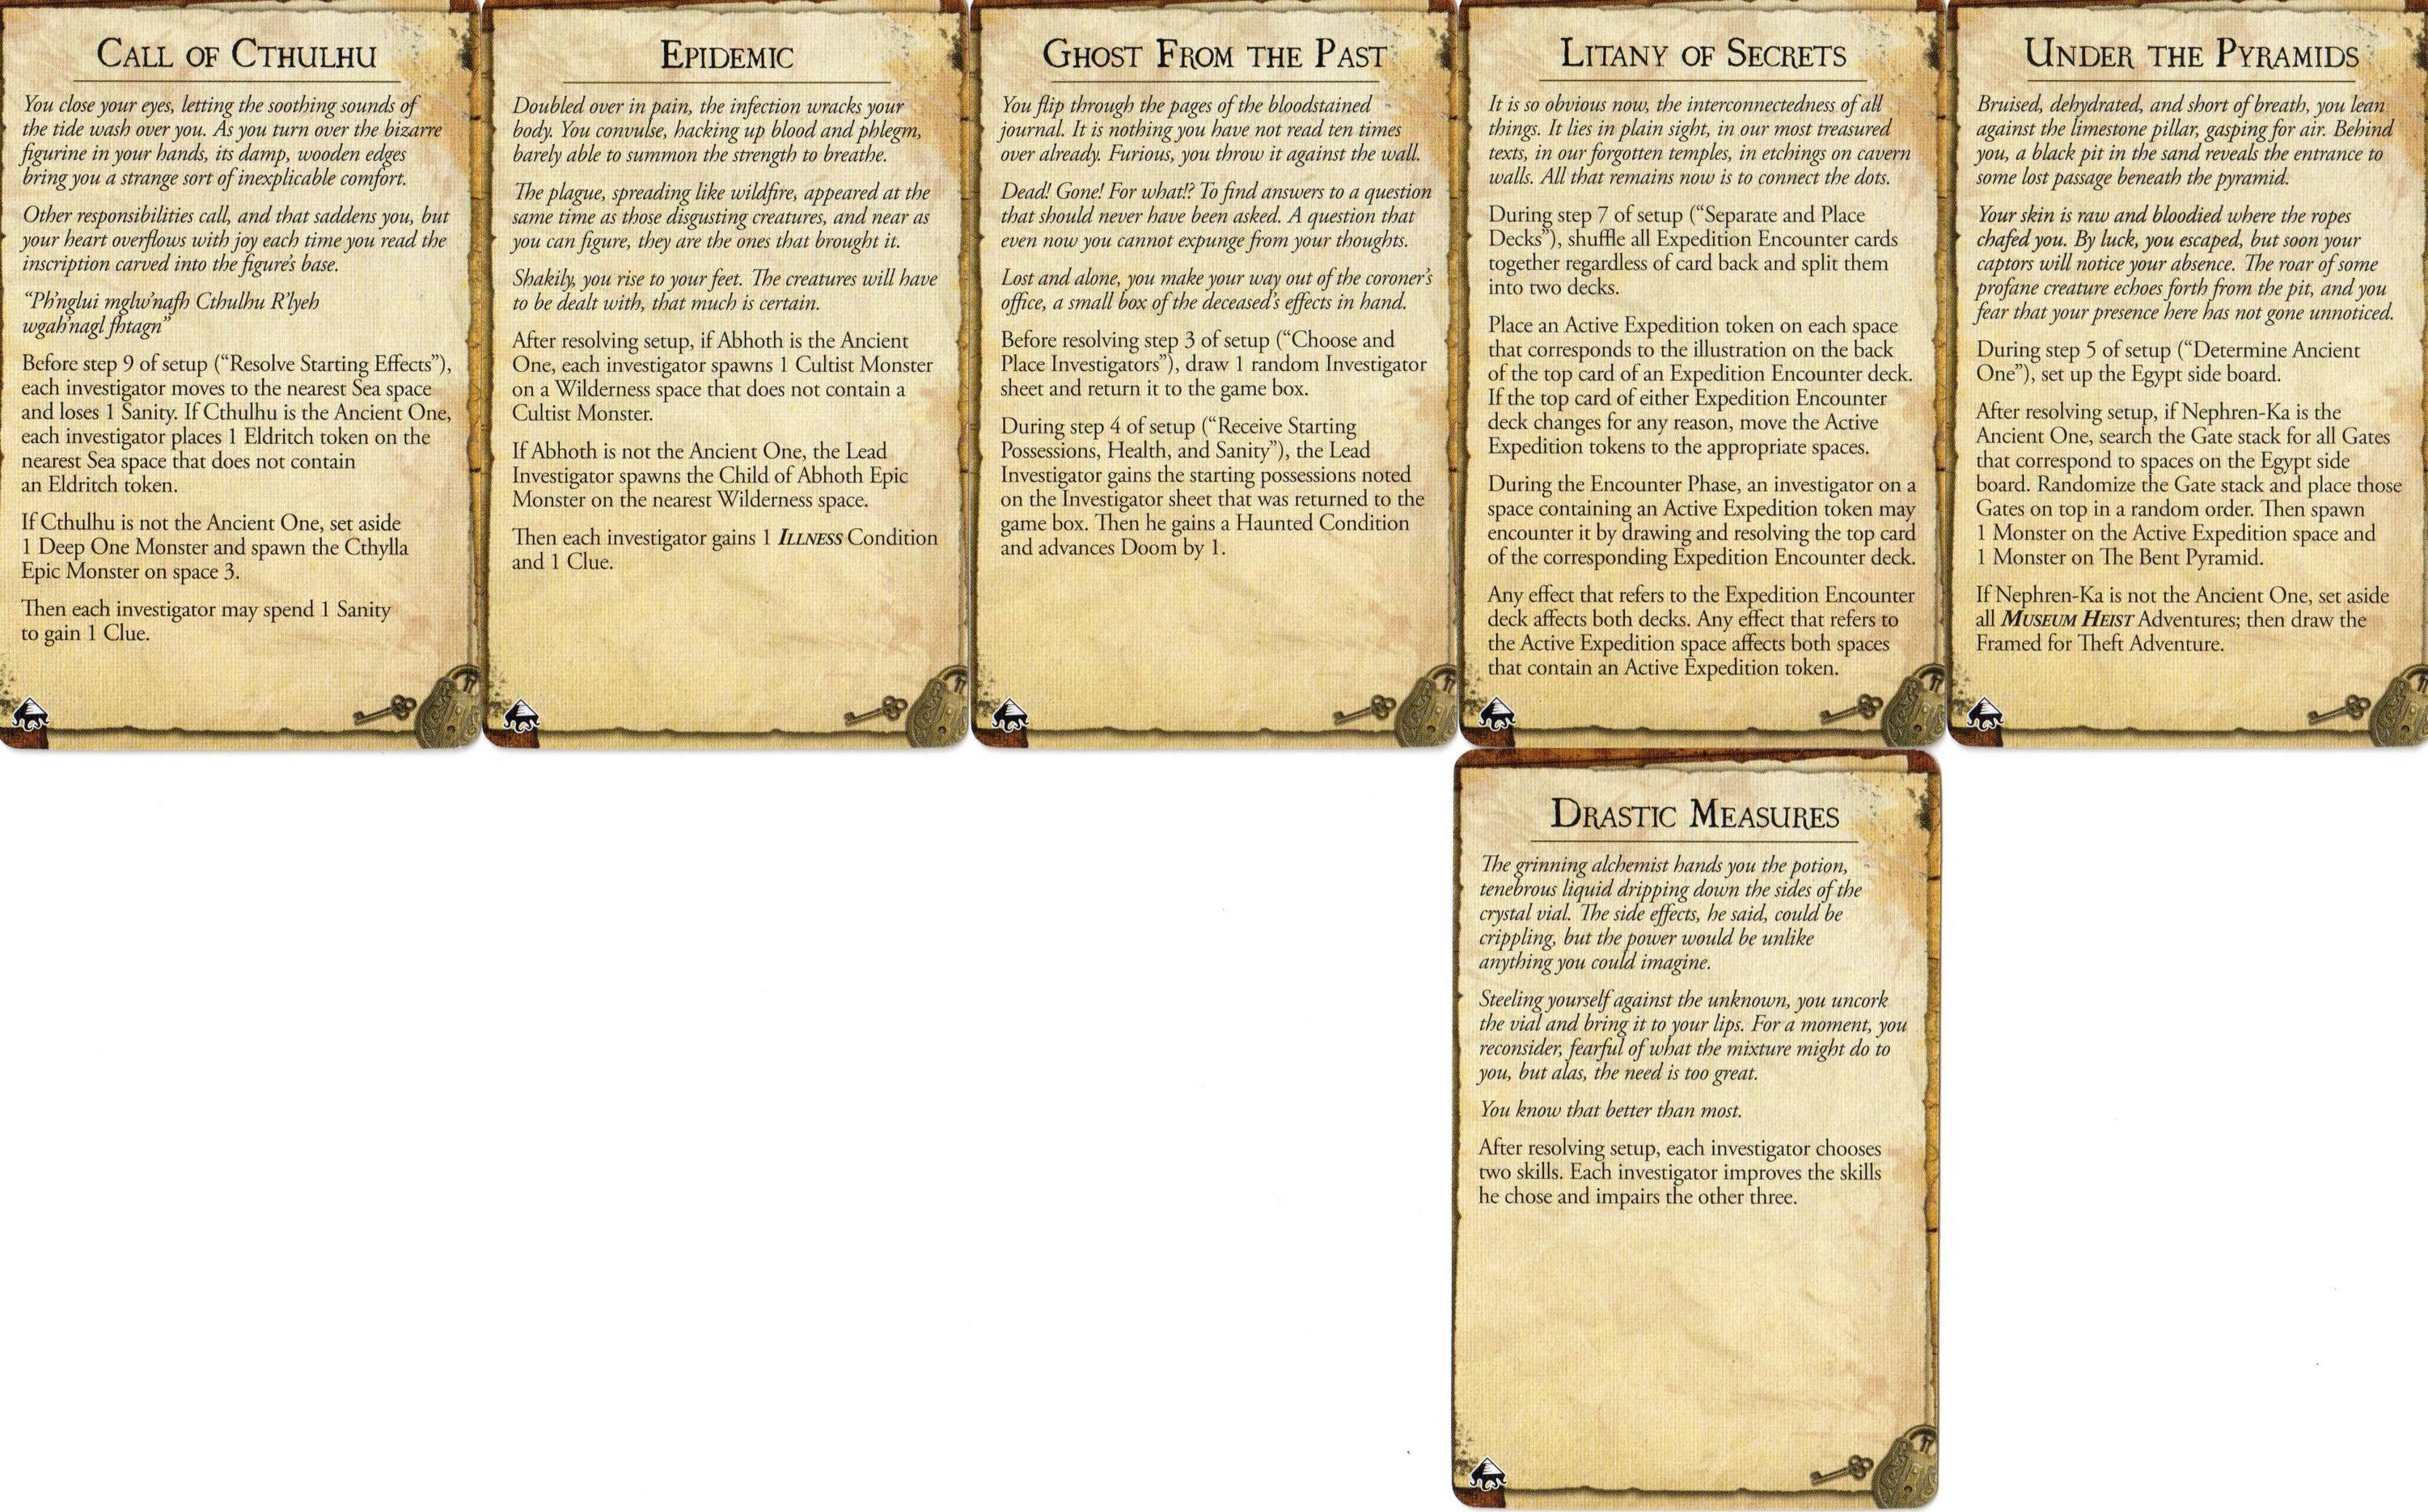 CALL OF CTHULHU
You close your eyes, letting the soothing sounds of
the tide wash over you. As you turn over the bizarre
figurine in your hands, its damp, wooden edges
bring you a strange sort of inexplicable comfort.
Other responsibilities call, and that saddens you, but
your heart overflows with joy each time you read the
inscription carved into the figure's base.
"Ph'nglui mglw'nafh Cthulhu R'lyeh
wgah'nagl fhtagn"
Before step 9 of setup ("Resolve Starting Effects"),
each investigator moves to the nearest Sea space
and loses 1 Sanity. If Cthulhu is the Ancient One,
each investigator places 1 Eldritch token on the
nearest Sea space that does not contain
an Eldritch token.
If Cthulhu is not the Ancient One, set aside
1 Deep One Monster and spawn the Cthylla
Epic Monster on space 3.
Then each investigator may spend 1 Sanity
to gain 1 Clue.
EPIDEMIC
Doubled over in pain, the infection wracks your
body. You convulse, hacking up blood and phlegm,
barely able to summon the strength to breathe.
The plague, spreading like wildfire, appeared at the
same time as those disgusting creatures, and near as
you can figure, they are the ones that brought it.
Shakily, you rise to your feet. The creatures will have
to be dealt with, that much is certain.
After resolving setup, if Abhoth is the Ancient
One, each investigator spawns 1 Cultist Monster
on a Wilderness space that does not contain a
Cultist Monster.
If Abhoth is not the Ancient One, the Lead
Investigator spawns the Child of Abhoth Epic
Monster on the nearest Wilderness space.
Then each investigator gains 1 ILLNESS Condition
and 1 Clue.
GHOST FROM THE PAST
You flip through the pages of the bloodstained
journal. It is nothing you have not read ten times
over already. Furious, you throw it against the wall.
Dead! Gone! For what!? To find answers to a question
that should never have been asked. A question that
even now you cannot expunge from your thoughts.
Lost and alone, you make your way out of the coroner's
office, a small box of the deceased's effects in hand.
Before resolving step 3 of setup ("Choose and
Place Investigators"), draw 1 random Investigator
sheet and return it to the game box.
During step 4 of setup ("Receive Starting
Possessions, Health, and Sanity"), the Lead
Investigator gains the starting possessions noted
on the Investigator sheet that was returned to the
game box. Then he gains a Haunted Condition
and advances Doom by 1.
LITANY OF SECRETS
It is so obvious now, the interconnectedness of all
things. It lies in plain sight, in our most treasured
texts, in our forgotten temples, in etchings on cavern
walls. All that remains now is to connect the dots.
During step 7 of setup ("Separate and Place
Decks"), shuffle all Expedition Encounter cards
together regardless of card back and split them
into two decks.
Place an Active Expedition token on each space
that corresponds to the illustration on the back
of the top card of an Expedition Encounter deck.
If the top card of either Expedition Encounter
deck changes for any reason, move the Active
Expedition tokens to the appropriate spaces.
During the Encounter Phase, an investigator on a
space containing an Active Expedition token may
encounter it by drawing and resolving the top card
of the corresponding Expedition Encounter deck.
Any effect that refers to the Expedition Encounter
deck affects both decks. Any effect that refers to
the Active Expedition space affects both spaces
that contain an Active Expedition token.
UNDER THE PYRAMIDS
Bruised, dehydrated, and short of breath, you lean
against the limestone pillar, gasping for air. Behind
you, a black pit in the sand reveals the entrance to
some lost passage beneath the pyramid.
Your skin is raw and bloodied where the ropes
chafed you. By luck, you escaped, but soon your
captors will notice your absence. The roar of some
profane creature echoes forth from the pit, and you
fear that your presence here has not gone unnoticed.
During step 5 of setup ("Determine Ancient
One"), set up the Egypt side board.
After resolving setup, if Nephren-Ka is the
Ancient One, search the Gate stack for all Gates
that correspond to spaces on the Egypt side
board. Randomize the Gate stack and place those
Gates on top in a random order. Then spawn
1 Monster on the Active Expedition space and
1 Monster on The Bent Pyramid.
If Nephren-Ka is not the Ancient One, set aside
all MUSEUM HEIST Adventures; then draw the
Framed for Theft Adventure.
DRASTIC MEASURES
The grinning alchemist hands you the potion,
tenebrous liquid dripping down the sides of the
crystal vial. The side effects, he said, could be
crippling, but the power would be unlike
anything you could imagine.
Steeling yourself against the unknown, you uncork
the vial and bring it to your lips. For a moment, you
reconsider, fearful of what the mixture might do to
you, but alas, the need is too great.
You know that better than most.
After resolving setup, each investigator chooses
two skills. Each investigator improves the skills
he chose and impairs the other three.